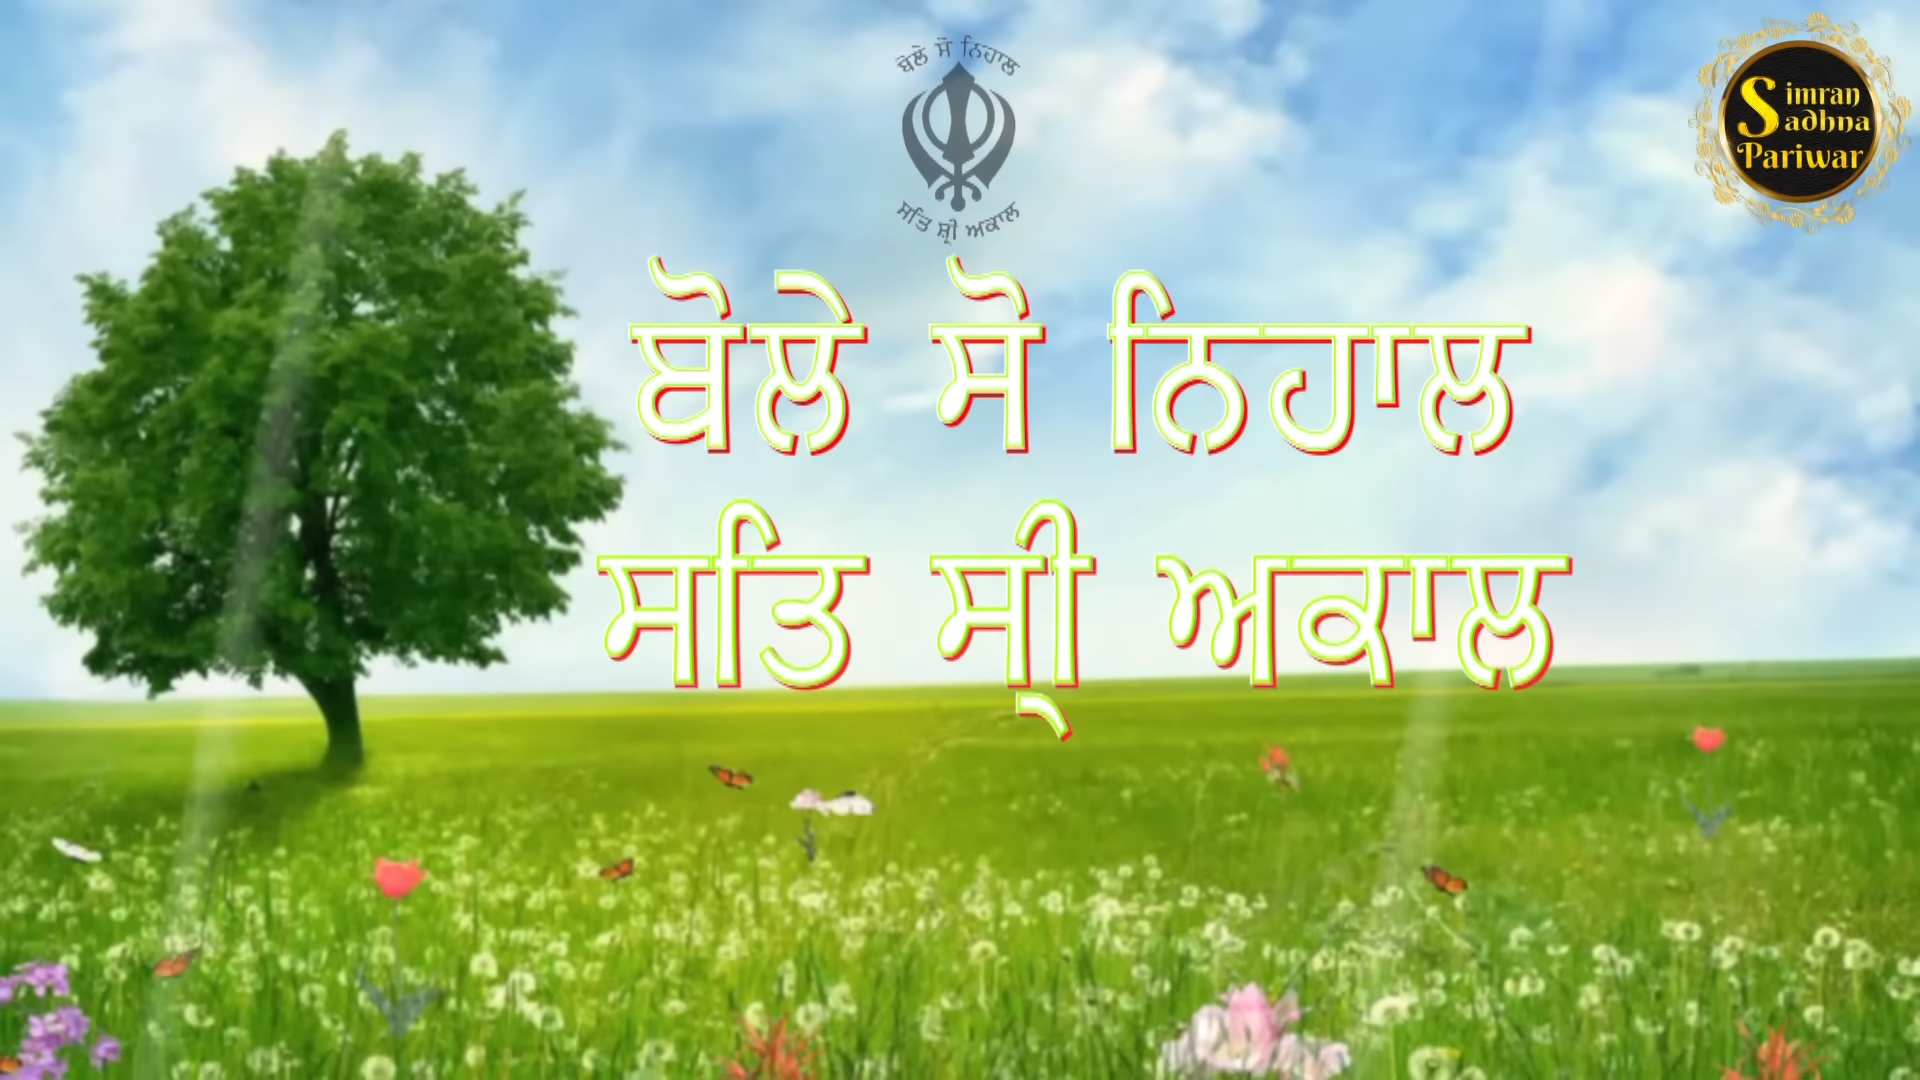 ਬੋਲੇ ਸੋ ਨਿਹਾਲ
ਸਤਿ ਸ਼੍ਰੀ ਅਕਾਲ
Simran
Sadhna
Pariwar
ਬੋਲੇ ਸੋ ਨਿਹਾਲ
ਸਤਿ ਸ੍ਰੀ ਅਕਾਲ